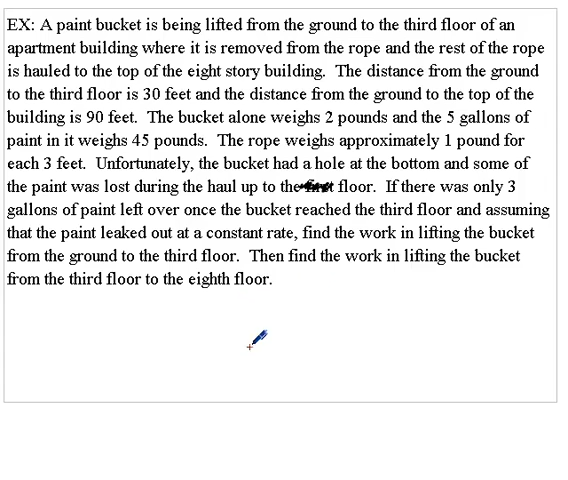 EX: A paint bucket is being lifted from the ground to the third floor of an
apartment building where it is removed from the rope and the rest of the rope
is hauled to the top of the eight story building. The distance from the ground
to the third floor is 30 feet and the distance from the ground to the top of the
building is 90 feet. The bucket alone weighs 2 pounds and the 5 gallons of
paint in it weighs 45 pounds. The rope weighs approximately 1 pound for
each 3 feet. Unfortunately, the bucket had a hole at the bottom and some of
the paint was lost during the haul up to the floor. If there was only 3
gallons of paint left over once the bucket reached the third floor and assuming
that the paint leaked out at a constant rate, find the work in lifting the bucket
from the ground to the third floor. Then find the work in lifting the bucket
from the third floor to the eighth floor.